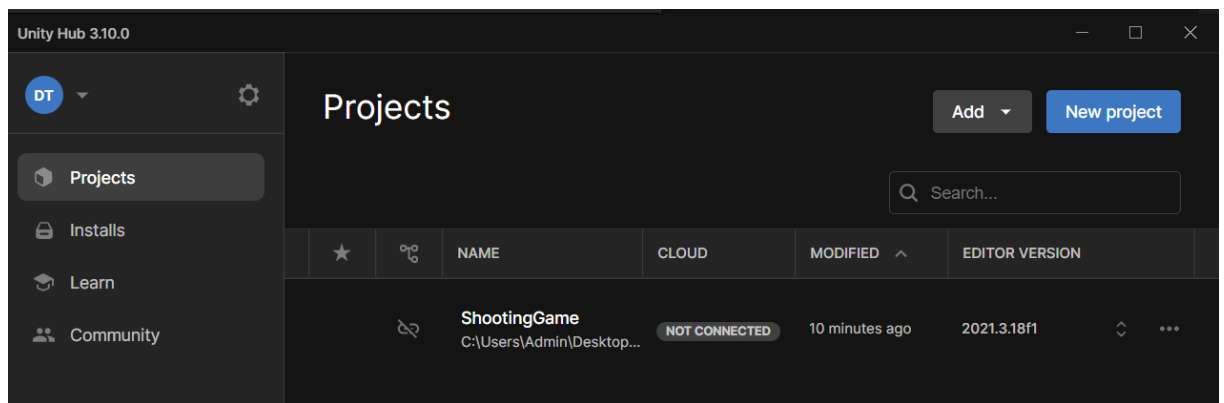 Unity Hub 3.10.0
DT
Projects
Add
New project
Projects
Installs
Learn
Community
Search...
NAME CLOUD MODIFIED EDITOR VERSION
ShootingGame
C:\Users\Admin\Desktop...
NOT CONNECTED
10 minutes ago
2021.3.18f1